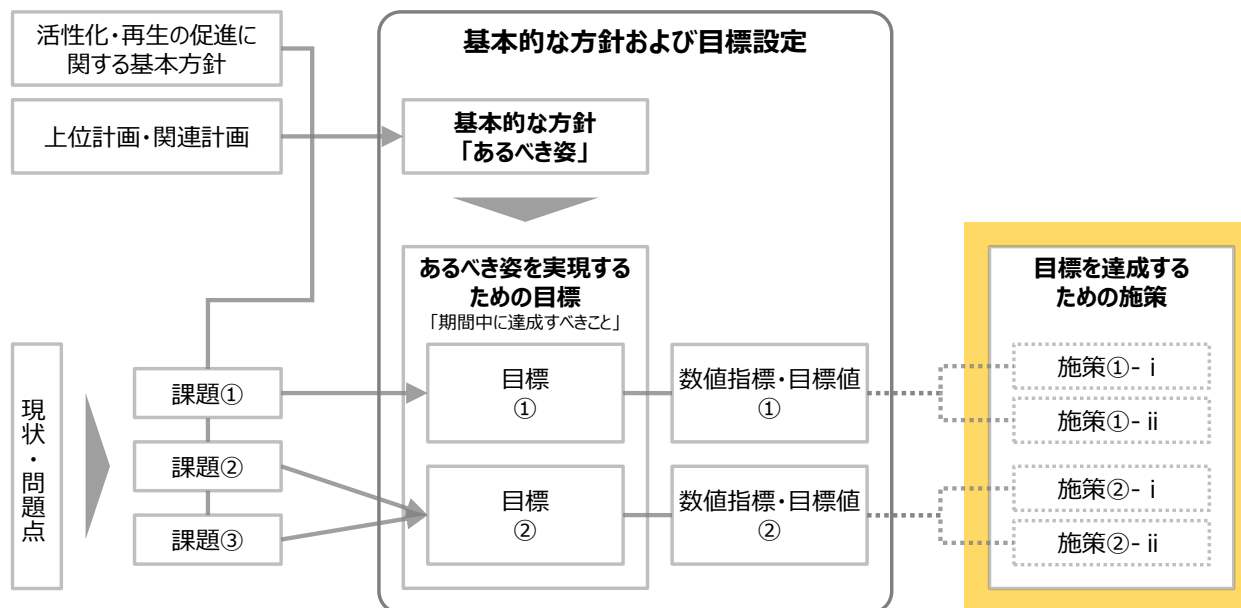 活性化・再生の促進に
関する基本方針
上位計画・関連計画
基本的な方針および目標設定
基本的な方針
「あるべき姿」
あるべき姿を実現する
ための目標
「期間中に達成すべきこと」
目標を達成する
ための施策
現状・問題点
課題①
課題②
課題③
目標
①
数値指標・目標値
①
目標
②
数値指標・目標値
②
施策①- i
施策①- ii
施策②- i
施策②- ii